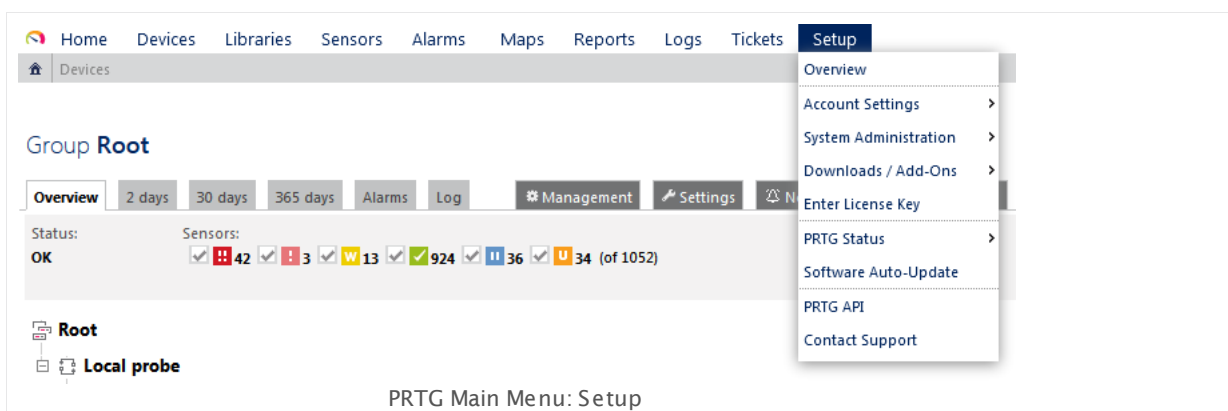 Home Devices Libraries Sensors Alarms Maps Reports Logs Tickets Setup
Devices
Overview
Account Settings
System Administration
Downloads / Add-Ons
Enter License Key
PRTG Status
Software Auto-Update
PRTG API
Contact Support
Group Root
Overview 2 days 30 days 365 days Alarms Log Management Settings
Status: Sensors:
OK !! 42 ! 3 W 13 924 36 U 34 (of 1052)
Root
Local probe
PRTG Main Menu: Setup